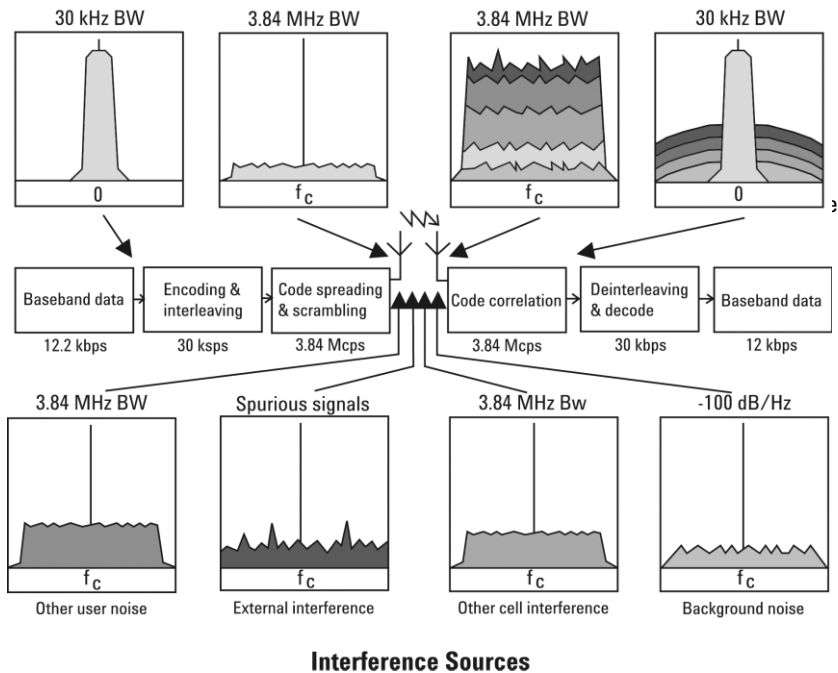 30 kHz BW
3.84 MHz BW
3.84 MHz BW
30 kHz BW
0
f c
f c
0
e
Baseband data
Encoding &
interleaving
Code spreading
& scrambling
Code correlation
Deinterleaving
& decode
Baseband data
12.2 kbps
30 ksps
3.84 Mcps
3.84 Mcps
30 kbps
12 kbps
3.84 MHz BW
Spurious signals
3.84 MHz Bw
-100 dB/Hz
f c
f c
f c
f c
Other user noise
External interference
Other cell interference
Background noise
Interference Sources